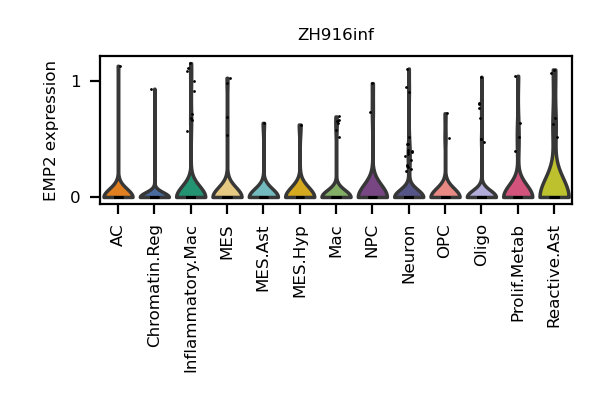 ZH916inf
EMP2 expression
1
0
AC
Chromatin.Reg
Inflammatory.Mac
MES
MES.Ast
MES.Hyp
Mac
NPC
Neuron
OPC
Oligo
Prolif.Metab
Reactive.Ast